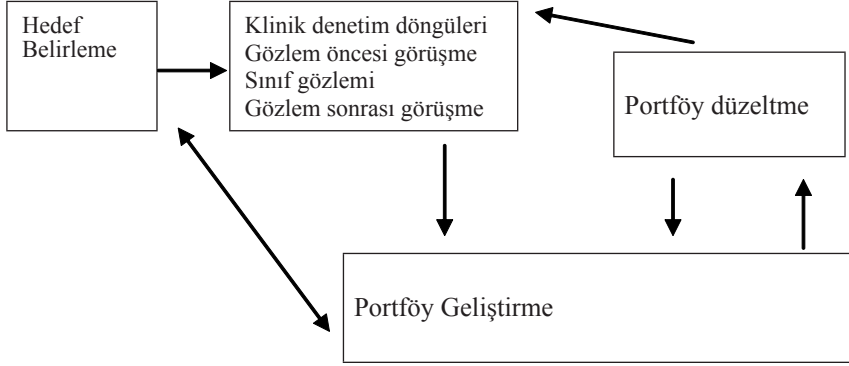 Hedef
Belirleme
Klinik denetim döngüleri
Gözlem öncesi görüşme
Sınıf gözlemi
Gözlem sonrası görüşme
Portföy düzeltme
Portföy Geliştirme